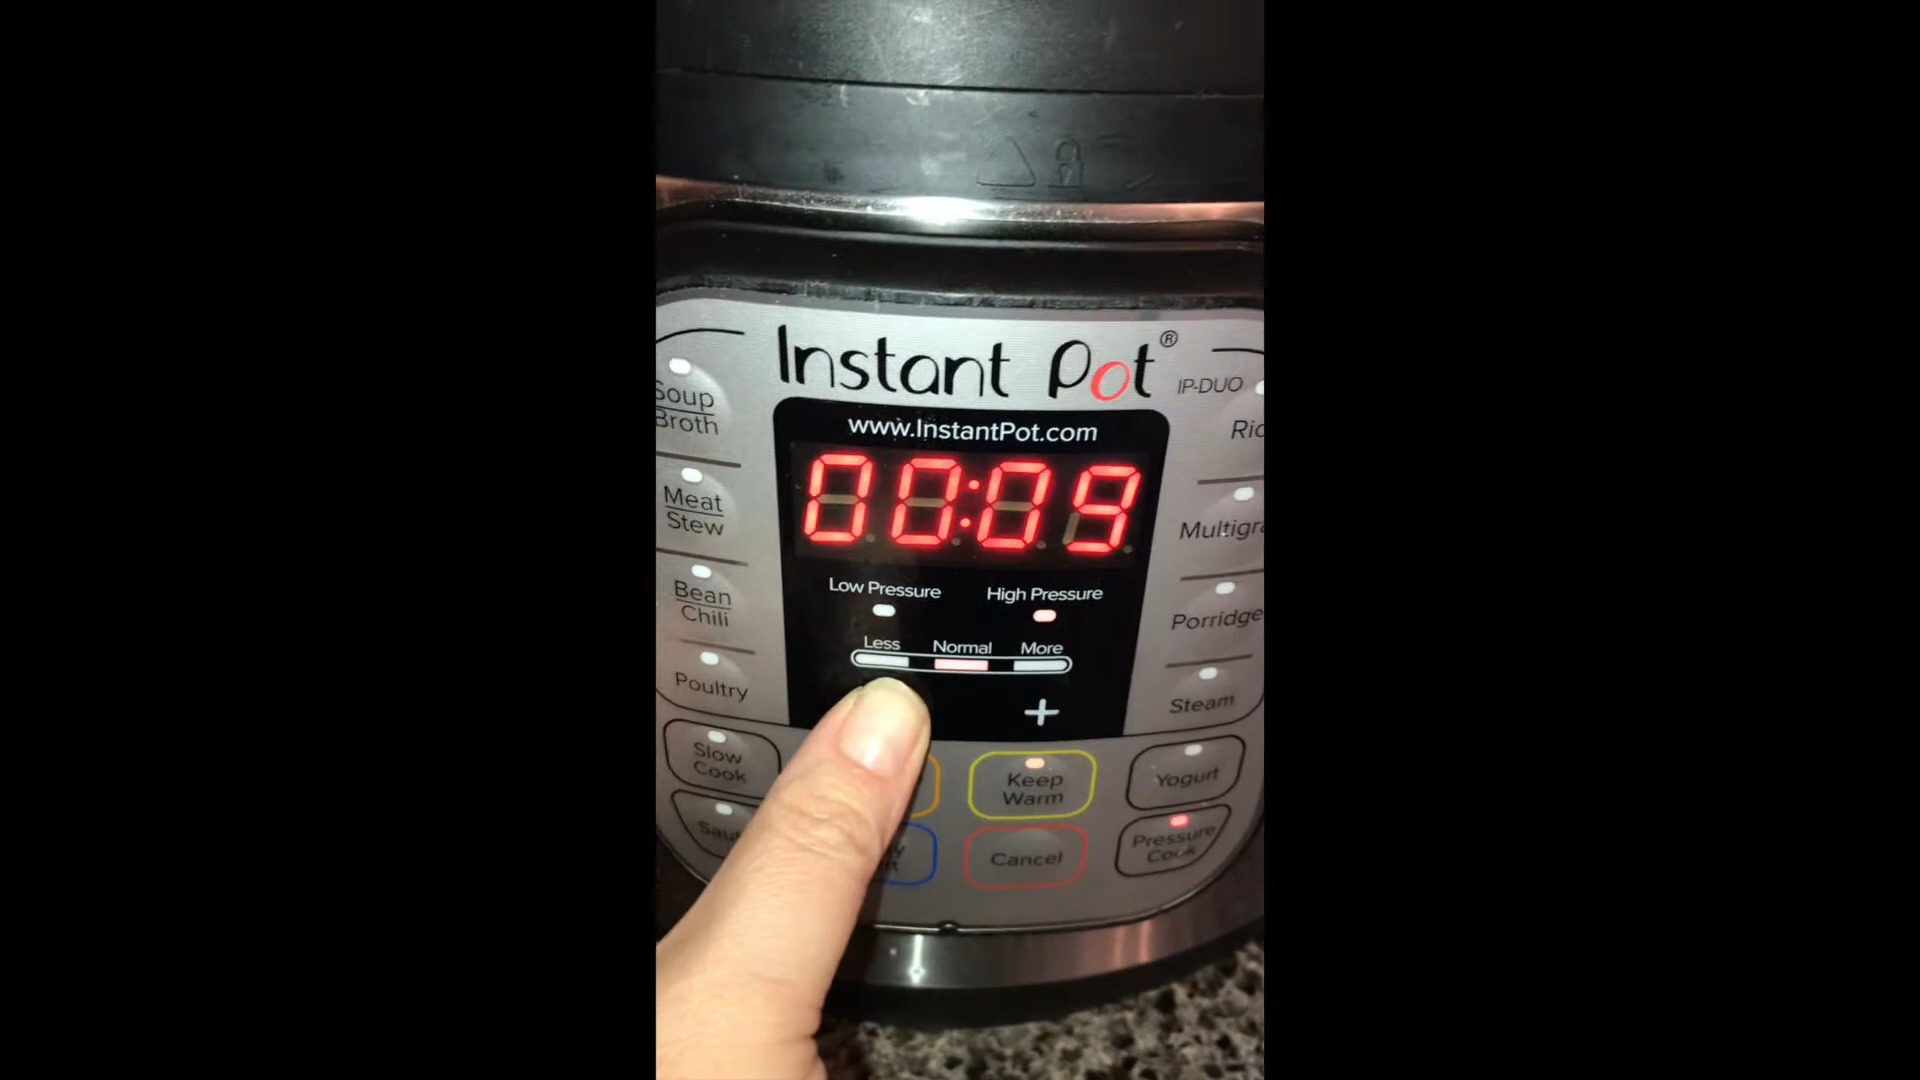 Instant Pot®
IP-DUO
www.InstantPot.com
00:09
Low Pressure
High Pressure
Less
Normal
More
+
Soup
Broth
Meat
Stew
Bean
Chili
Poultry
Slow
Cook
Keep
Warm
Cancel
Porridge
Steam
Yogurt
Pressure
Cook